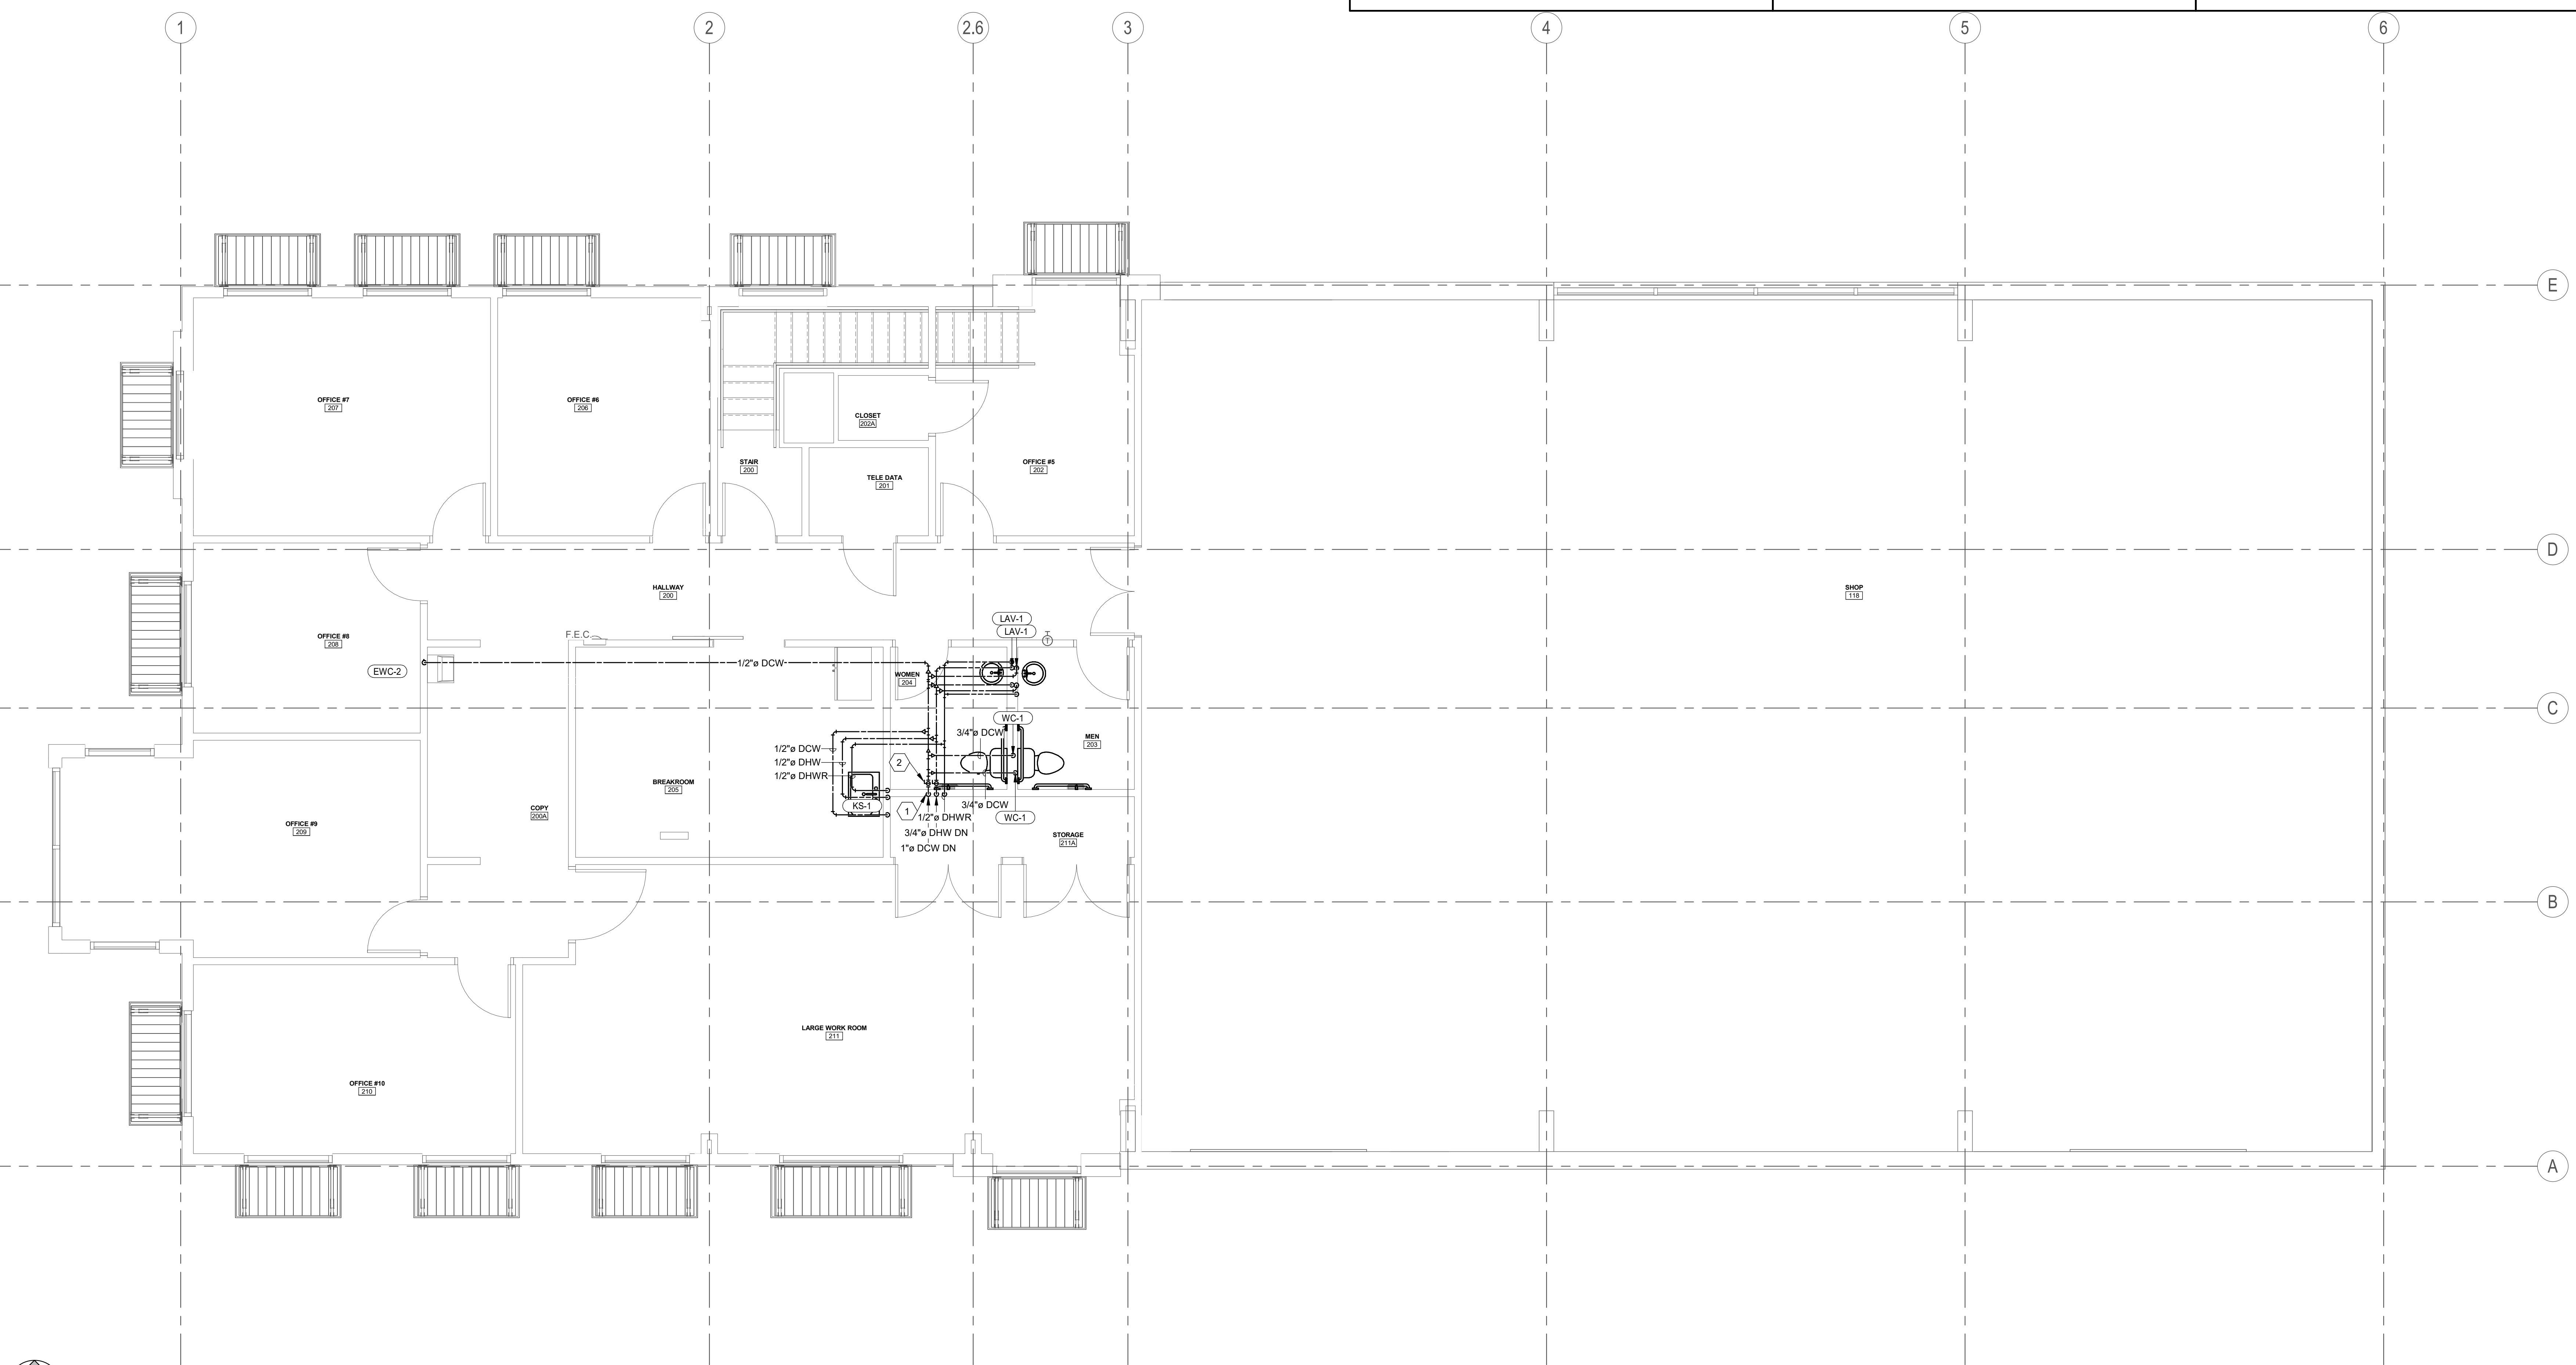 1
2
2.6
3
4
5
6
E
OFFICE #7
207
OFFICE #6
206
CLOSET
202A
STAIR
200
OFFICE #5
202
TELE DATA
201
D
HALLWAY
200
SHOP
118
LAV-1
LAV-1
T
T
F.E.C.
OFFICE #8
208
EWC-2
1/2"ø DCW
WOMEN
204
C
WC-1
3/4"ø DCW
MEN
203
1/2"ø DCW
1/2"ø DHW
1/2"ø DHWR
2
BREAKROOM
205
KS-1
1
3/4"ø DCW
WC-1
1/2"ø DHWR
3/4"ø DHW DN
1"ø DCW DN
COPY
200A
OFFICE #9
209
STORAGE
211A
B
LARGE WORK ROOM
211
OFFICE #10
210
A